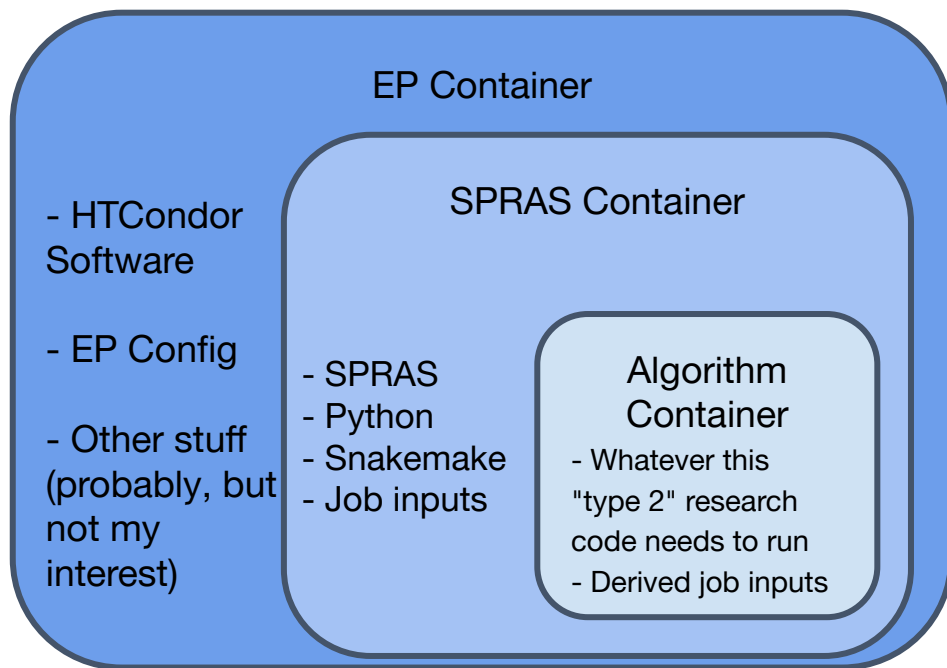 EP Container
- HTCondor
Software
- EP Config
- Other stuff
(probably, but
not my
interest)
SPRAS Container
- SPRAS
- Python
- Snakemake
- Job inputs
Algorithm
Container
- Whatever this
"type 2" research
code needs to run
- Derived job inputs